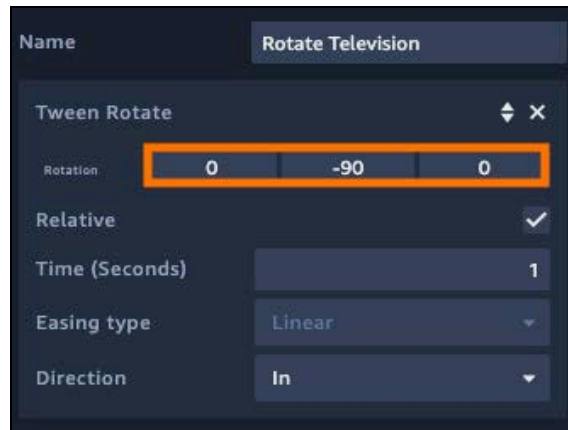 Name Rotate Television
Tween Rotate
Rotation 0 -90 0
Relative
Time (Seconds) 1
Easing type Linear
Direction In